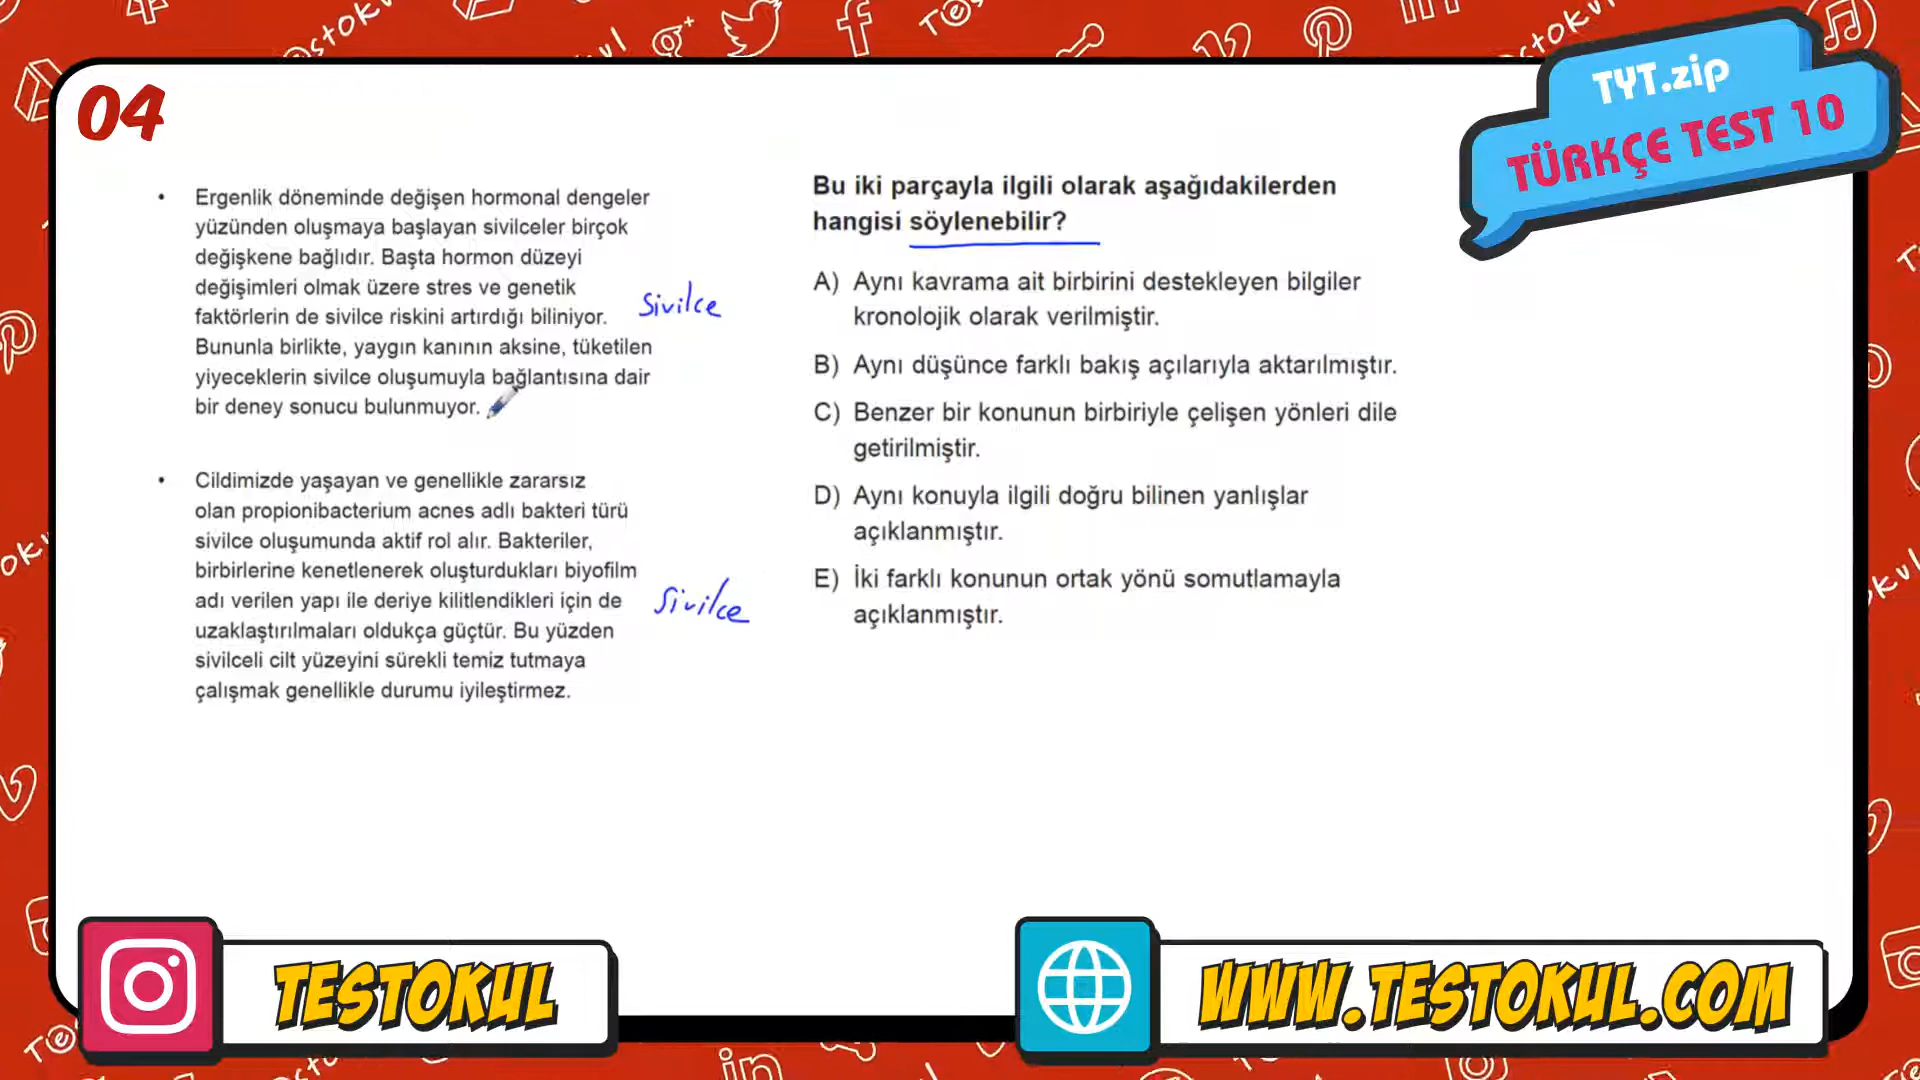 04
TYT.zip
TÜRKÇE TEST 10
• Ergenlik döneminde değişen hormonal dengeler
yüzünden oluşmaya başlayan sivilceler birçok
değişkene bağlıdır. Başta hormon düzeyi
değişimleri olmak üzere stres ve genetik
faktörlerin de sivilce riskini artırdığı biliniyor.
Bununla birlikte, yaygın kanının aksine, tüketilen
yiyeceklerin sivilce oluşumuyla bağlantısına dair
bir deney sonucu bulunmuyor.
Sivilce
• Cildimizde yaşayan ve genellikle zararsız
olan propionibacterium acnes adlı bakteri türü
sivilce oluşumunda aktif rol alır. Bakteriler,
birbirlerine kenetlenerek oluşturdukları biyofilm
adı verilen yapı ile deriye kilitlendikleri için de
uzaklaştırılmaları oldukça güçtür. Bu yüzden
sivilceli cilt yüzeyini sürekli temiz tutmaya
çalışmak genellikle durumu iyileştirmez.
Sivilce
Bu iki parçayla ilgili olarak aşağıdakilerden
hangisi söylenebilir?
A) Aynı kavrama ait birbirini destekleyen bilgiler
kronolojik olarak verilmiştir.
B) Aynı düşünce farklı bakış açılarıyla aktarılmıştır.
C) Benzer bir konunun birbiriyle çelişen yönleri dile
getirilmiştir.
D) Aynı konuyla ilgili doğru bilinen yanlışlar
açıklanmıştır.
E) İki farklı konunun ortak yönü somutlamayla
açıklanmıştır.
TESTOKUL
WWW.TESTOKUL.COM